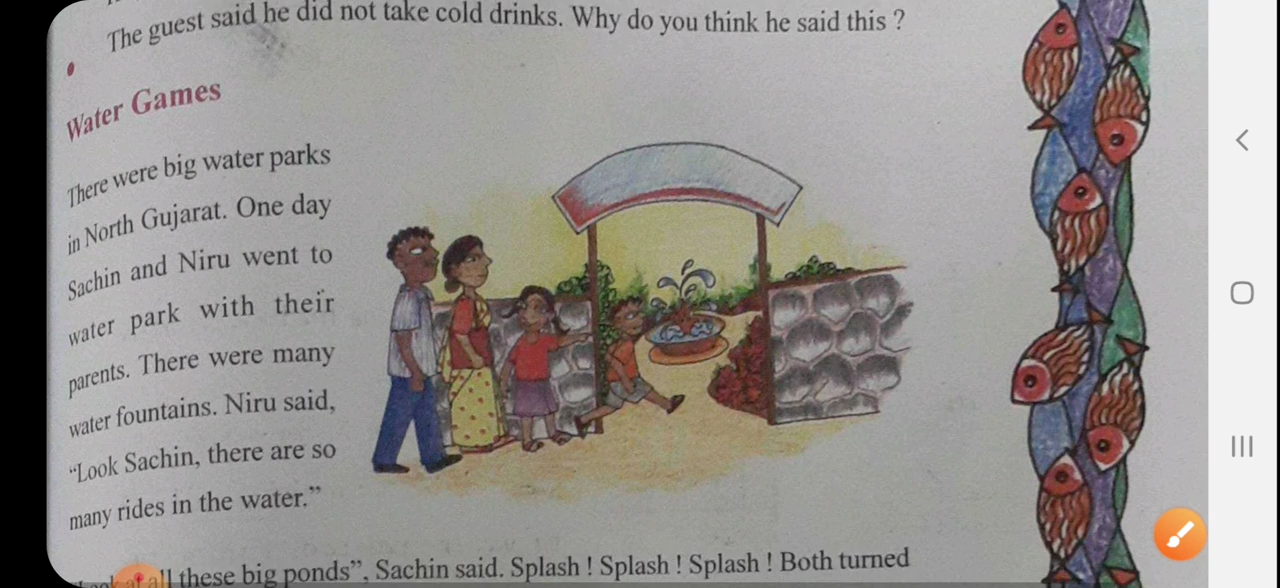 The guest said he did not take cold drinks. Why do you think he said this ?
Water Games
There were big water parks
in North Gujarat. One day
Sachin and Niru went to
water park with their
parents. There were many
water fountains. Niru said,
“Look Sachin, there are so
many rides in the water.”
all these big ponds”, Sachin said. Splash ! Splash ! Splash ! Both turned